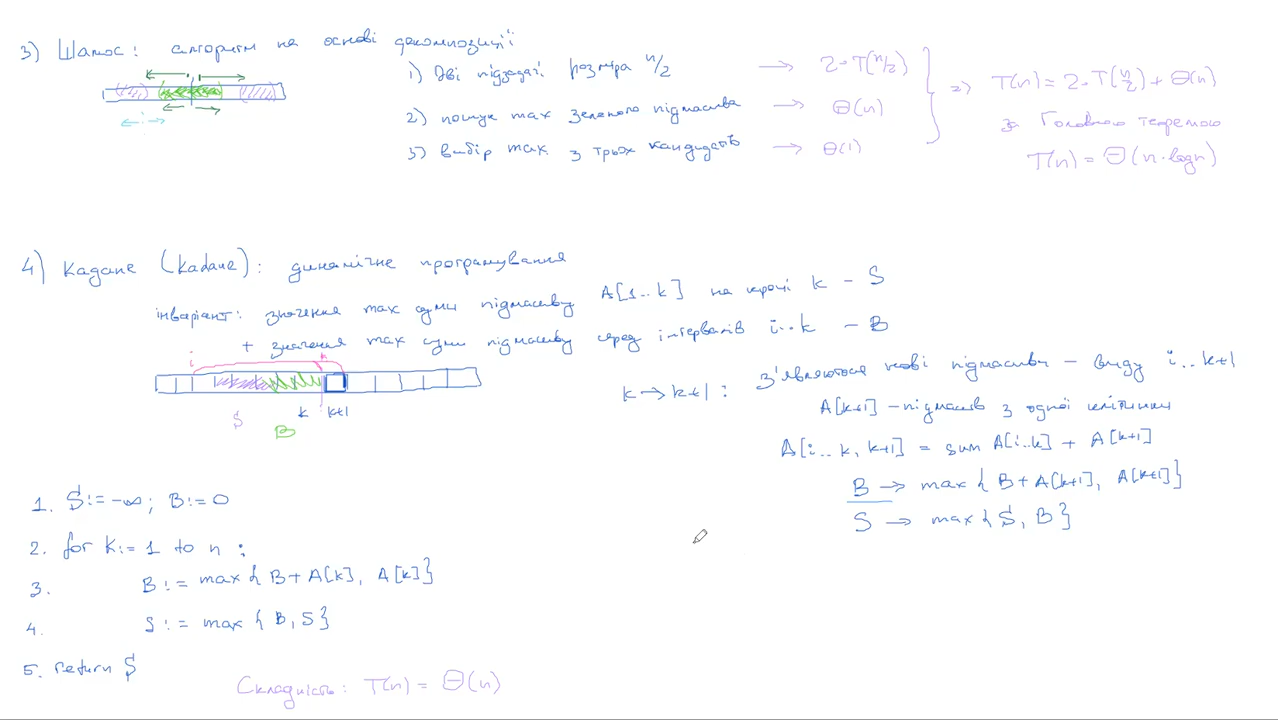 3) Шамос: алгоритм на основі декомпозиції
1) Дві підзадачі розміра n/2 → 2·T(n/2)
2) пошук max зеленого підмасива → Θ(n)
3) вибір max з трьох кандидатів → Θ(1)
T(n) = 2·T(n/2) + Θ(n)
За Головною теоремою
T(n) = Θ(n·logn)
4) Кадане (Kadane): динамічне програмування
інваріант: значення max суми підмасиву A[1..k] на кроці k – S
+ значення max суми підмасиву серед інтервалів i..k – B
i k
S B k k+1
k → k+1: з'являються нові підмасиви – виду i..k+1
A[k+1] – підмасив з одної клітинки
A[i..k, k+1] = sum A[i..k] + A[k+1]
B → max{B+A[k+1], A[k+1]}
S → max{S, B}
1. S:=-∞; B:=0
2. for k:=1 to n:
3. B:= max{B+A[k], A[k]}
4. S:= max{B, S}
5. return S
Складність: T(n) = Θ(n)